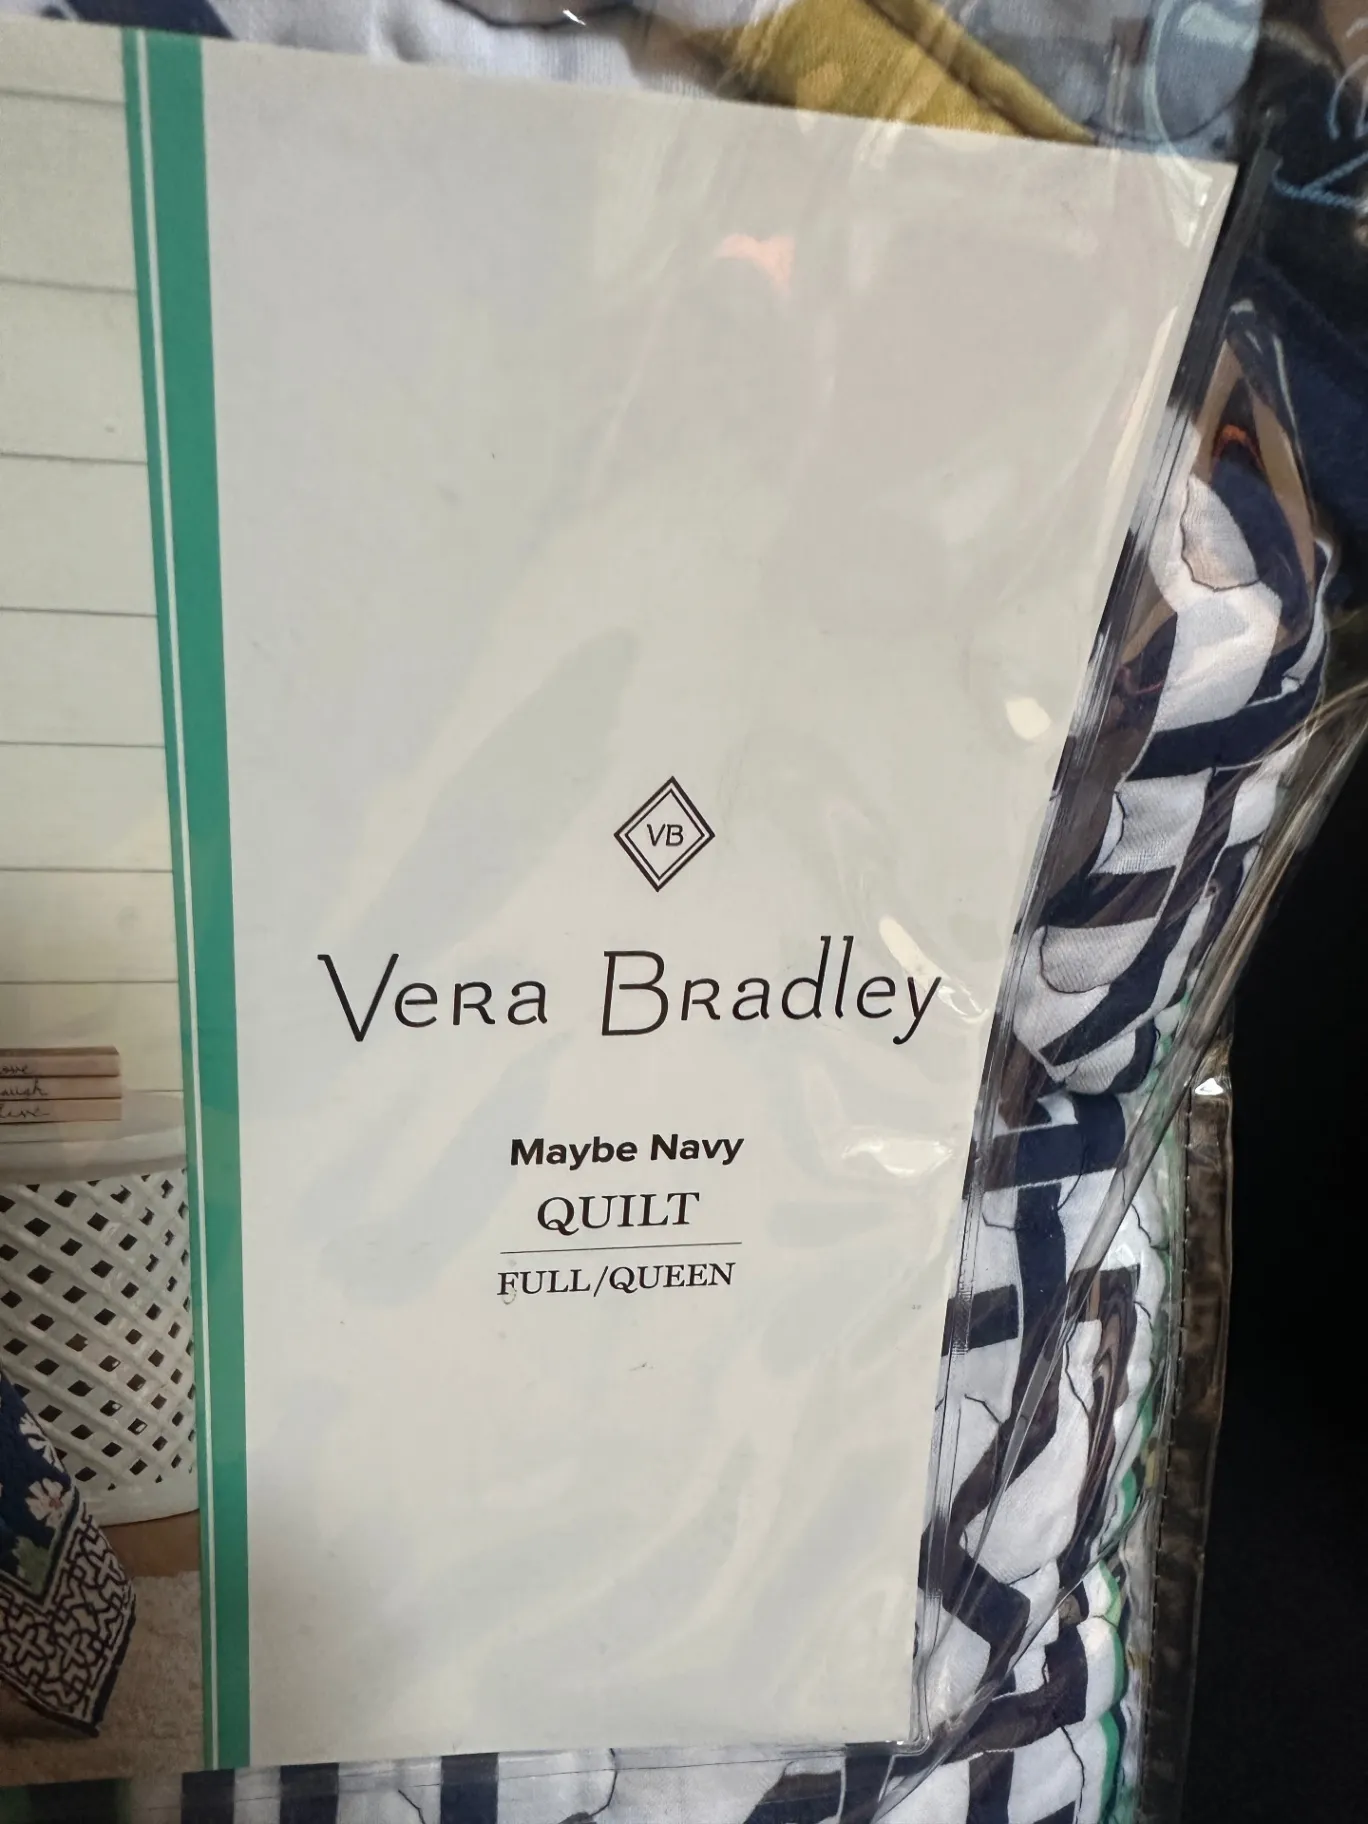 VB
Vera Bradley
Maybe Navy
QUILT
FULL/QUEEN